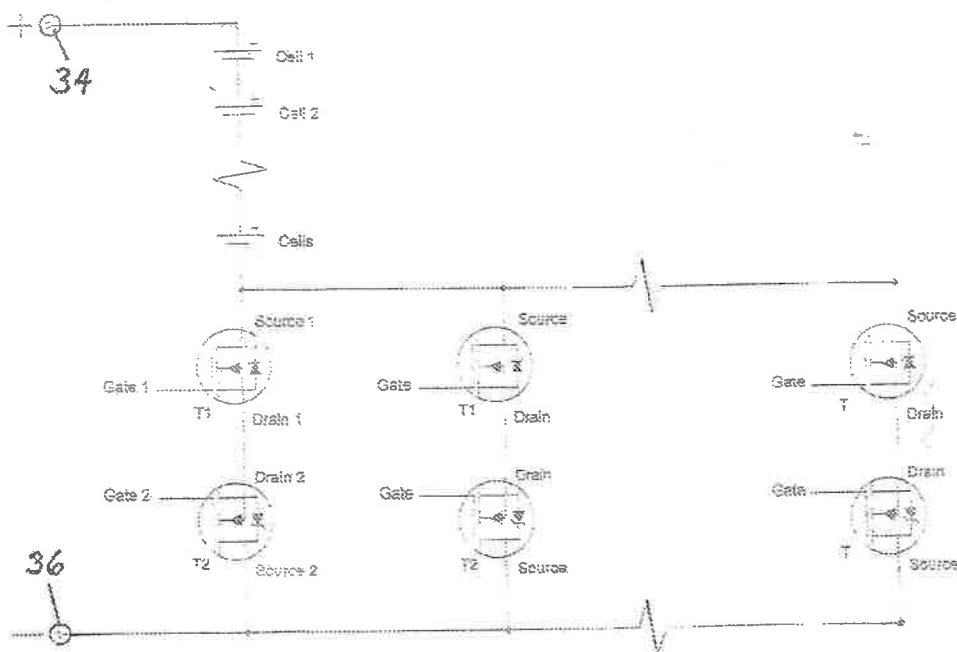 +
34
Cell 1
Cell 2
Cells
Source 1
Source
Source
Gate 1
Gate
Gate
T1
T1
T
Drain 1
Drain
Drain
Drain 2
Drain
Drain
Gate 2
Gate
Gate
T2
T2
T
Source 2
Source
Source
36